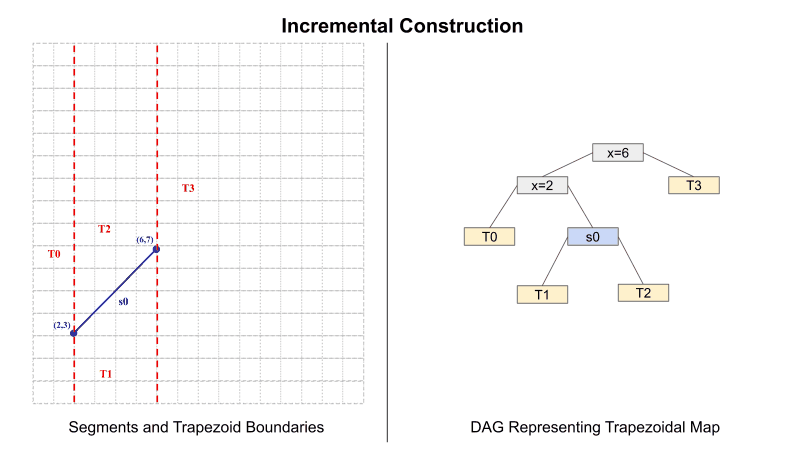 Incremental Construction
T3
T2
(6,7)
T0
s0
(2,3)
T1
Segments and Trapezoid Boundaries
x=6
x=2
T3
T0
s0
T1
T2
DAG Representing Trapezoidal Map